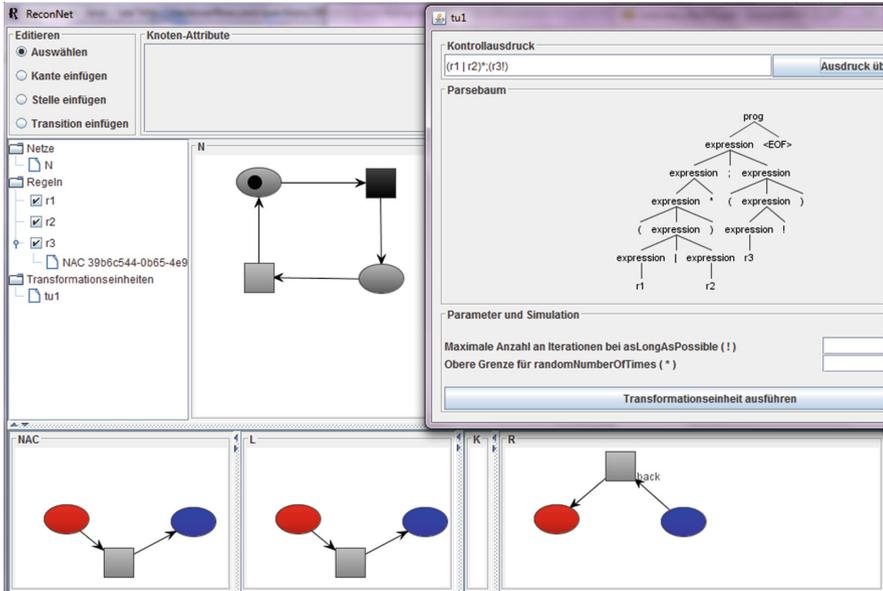 ReconNet
Editieren
Auswählen
Kante einfügen
Stelle einfügen
Transition einfügen
Knoten-Attribute
Netze
N
Regeln
r1
r2
r3
NAC 39b6c544-0b65-4e9
Transformationseinheiten
tu1
N
tu1
Kontrollausdruck
(r1 | r2)*;(r3!)
Ausdruck üb
Parsebaum
prog
expression <EOF>
expression ; expression
expression * ( expression )
( expression ) expression !
expression | expression r3
r1 r2
Parameter und Simulation
Maximale Anzahl an Iterationen bei asLongAsPossible ( ! )
Obere Grenze für randomNumberOfTimes ( * )
Transformationseinheit ausführen
NAC
L
K
R
back